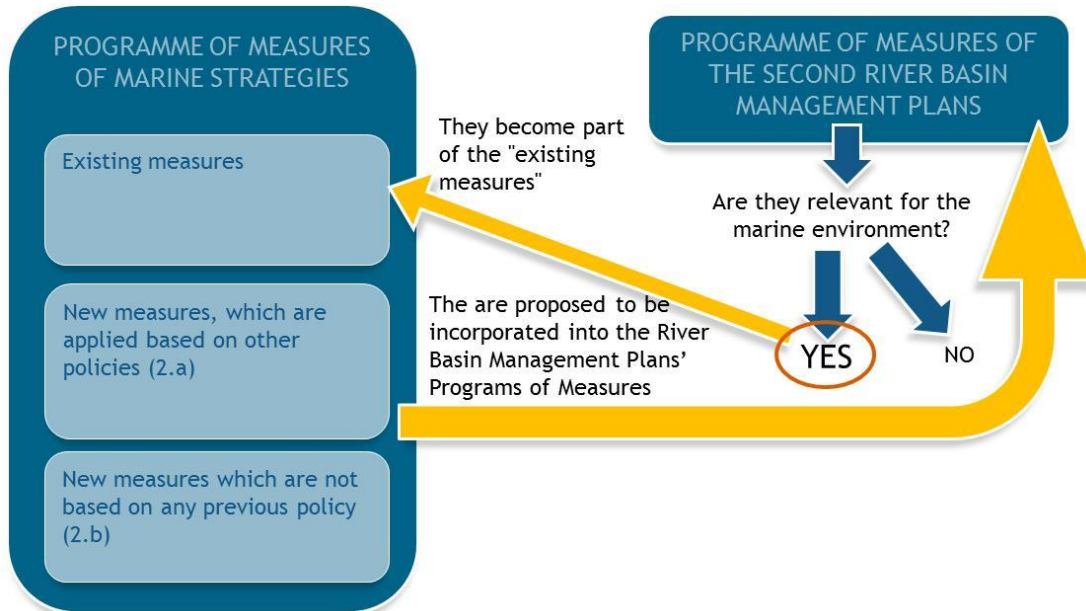 PROGRAMME OF MEASURES
OF MARINE STRATEGIES
Existing measures
New measures, which are
applied based on other
policies (2.a)
New measures which are not
based on any previous policy
(2.b)
They become part
of the "existing
measures"
The are proposed to be
incorporated into the River
Basin Management Plans’
Programs of Measures
PROGRAMME OF MEASURES OF
THE SECOND RIVER BASIN
MANAGEMENT PLANS
Are they relevant for the
marine environment?
YES
NO